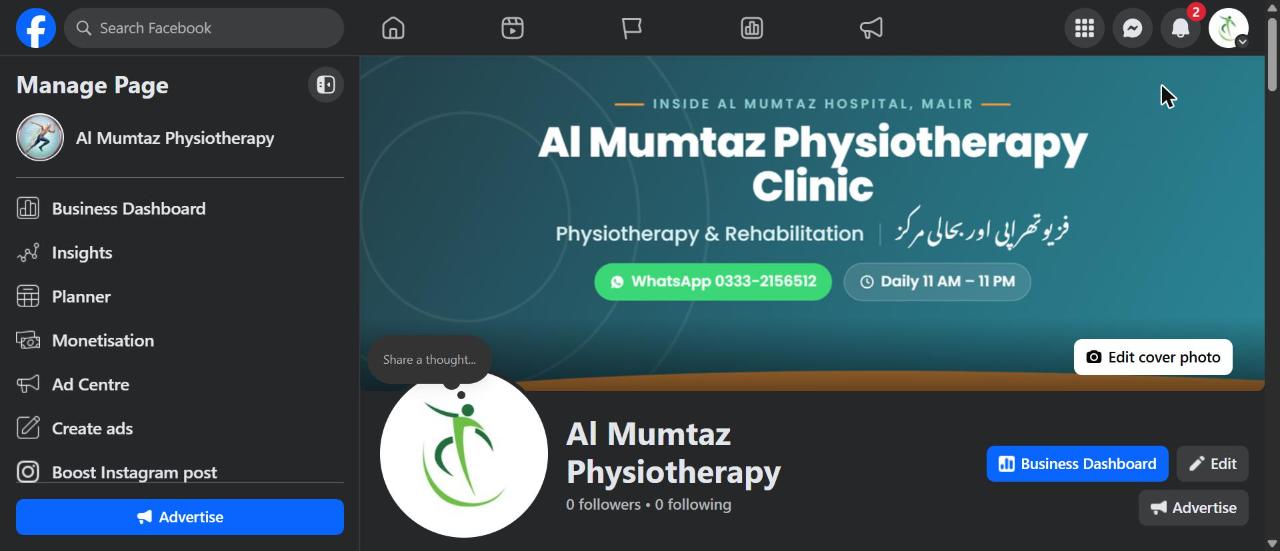 Search Facebook
2
Manage Page
Al Mumtaz Physiotherapy
Business Dashboard
Insights
Planner
Monetisation
Ad Centre
Create ads
Boost Instagram post
Advertise
INSIDE AL MUMTAZ HOSPITAL, MALIR
Al Mumtaz Physiotherapy
Clinic
Physiotherapy & Rehabilitation | فزیوتھراپی اور بحالی مرکز
WhatsApp 0333-2156512
Daily 11 AM – 11 PM
Edit cover photo
Share a thought...
Al Mumtaz
Physiotherapy
0 followers • 0 following
Business Dashboard
Edit
Advertise